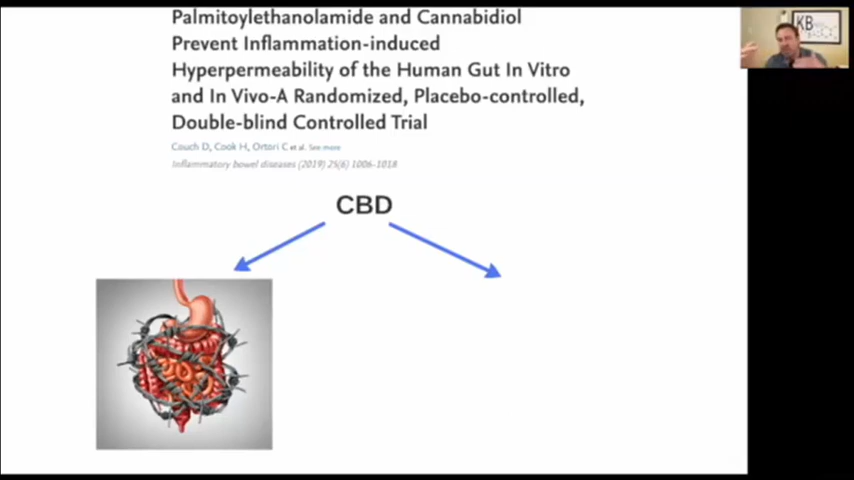 Palmitoylethanolamide and Cannabidiol
Prevent Inflammation-induced
Hyperpermeability of the Human Gut In Vitro
and In Vivo-A Randomized, Placebo-controlled,
Double-blind Controlled Trial
Couch D, Cook H, Ortori C et al. See more
Inflammatory bowel diseases (2019) 25(6) 1006-1018
CBD
KB